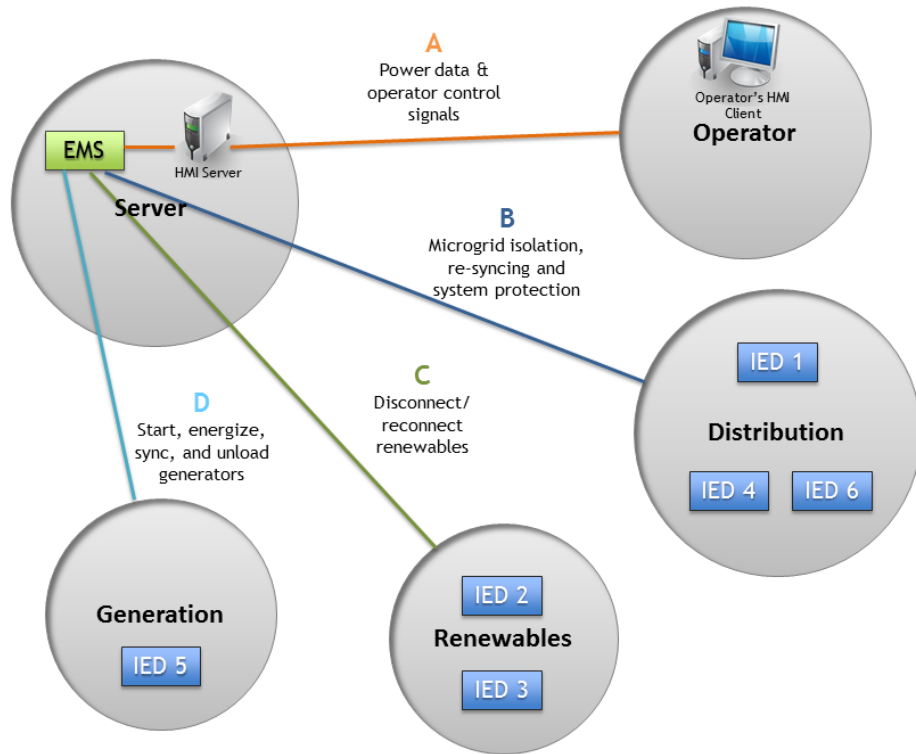 A
Power data &
operator control
signals
Operator's HMI
Client
Operator
EMS
HMI Server
Server
B
Microgrid isolation,
re-syncing and
system protection
IED 1
Distribution
IED 4
IED 6
C
Disconnect/
reconnect
renewables
D
Start, energize,
sync, and unload
generators
Generation
IED 5
IED 2
Renewables
IED 3